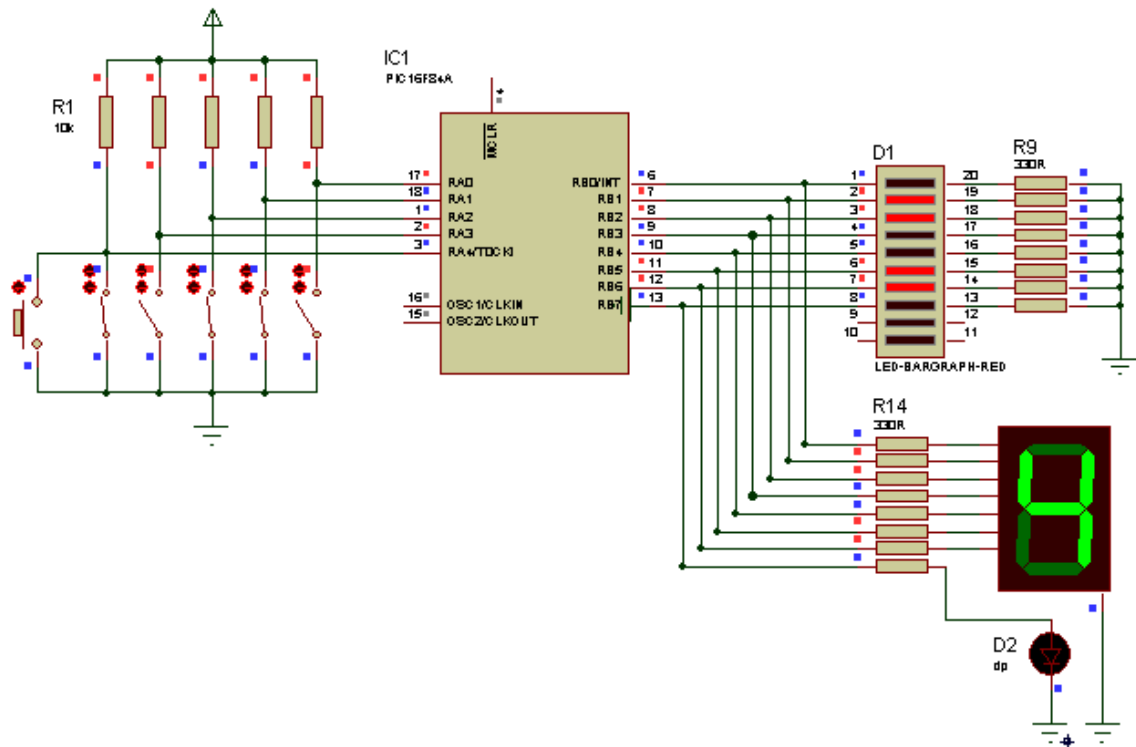 IC1
PIC16F84A
R1
10k
4
MCLR
17
RA0
18
RA1
1
RA2
2
RA3
3
RA4/T0CKI
16
OSC1/CLKIN
15
OSC2/CLKOUT
RB0/INT
6
RB1
7
RB2
8
RB3
9
RB4
10
RB5
11
RB6
12
RB7
13
D1
1
2
3
4
5
6
7
8
9
10
20
19
18
17
16
15
14
13
12
11
LED-BARGRAPH-RED
R9
330R
R14
330R
4
D2
dp